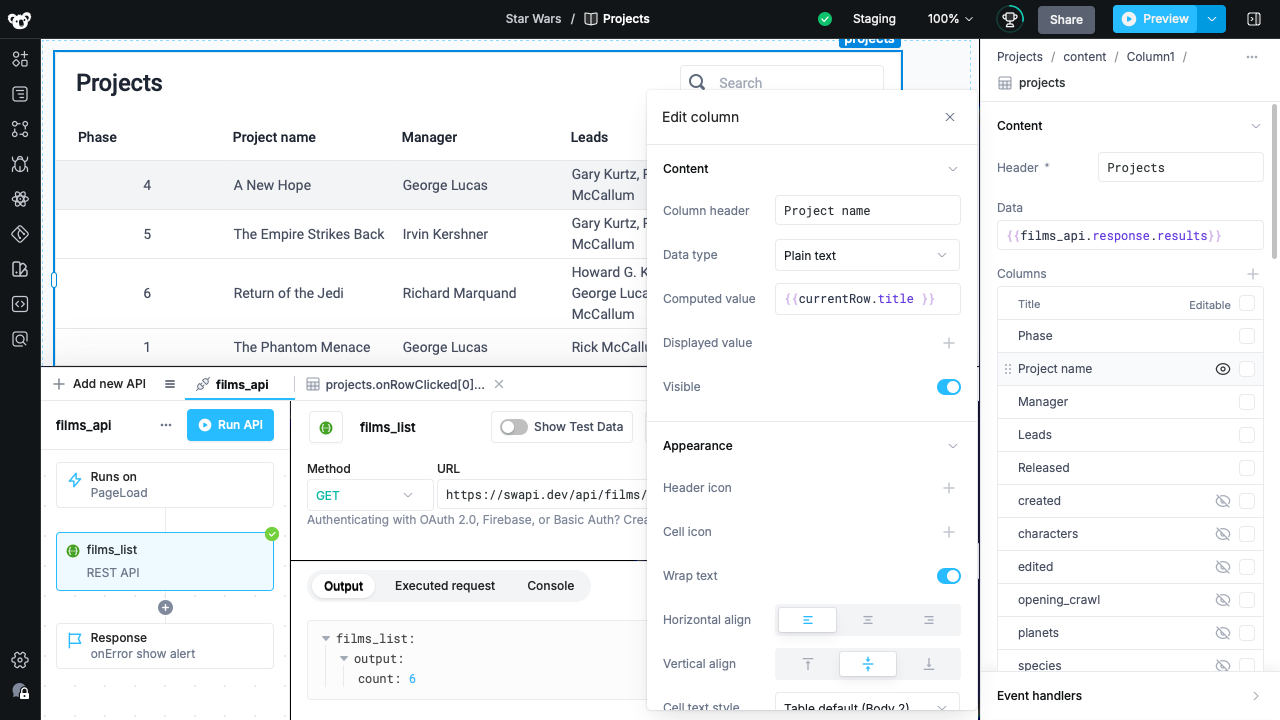 Star Wars / Projects
Staging
100%
Share
Preview
projects
Projects
Search
Phase
Project name
Manager
Leads
4
A New Hope
George Lucas
Gary Kurtz,
McCallum
5
The Empire Strikes Back
Irvin Kershner
Gary Kurtz,
McCallum
6
Return of the Jedi
Richard Marquand
Howard G.
George
McCallum
1
The Phantom Menace
George Lucas
Rick
Add new API
films_api
projects.onRowClicked[0]...
films_api
Run API
Runs on
PageLoad
films_list
REST API
Response
onError show alert
films_list
Show Test Data
Method
URL
GET
https://swapi.dev/api/films/
Authenticating with OAuth 2.0, Firebase, or Basic Auth?
Output
Executed request
Console
films_list:
output:
count: 6
Edit column
Content
Column header
Project name
Data type
Plain text
Computed value
{{currentRow.title }}
Displayed value
Visible
Appearance
Header icon
Cell icon
Wrap text
Horizontal align
Vertical align
Cell text style
Table default (Body 2)
Projects / content / Column1 /
projects
Content
Header *
Projects
Data
{{films_api.response.results}}
Columns
Title
Editable
Phase
Project name
Manager
Leads
Released
created
characters
edited
opening_crawl
planets
species
Event handlers